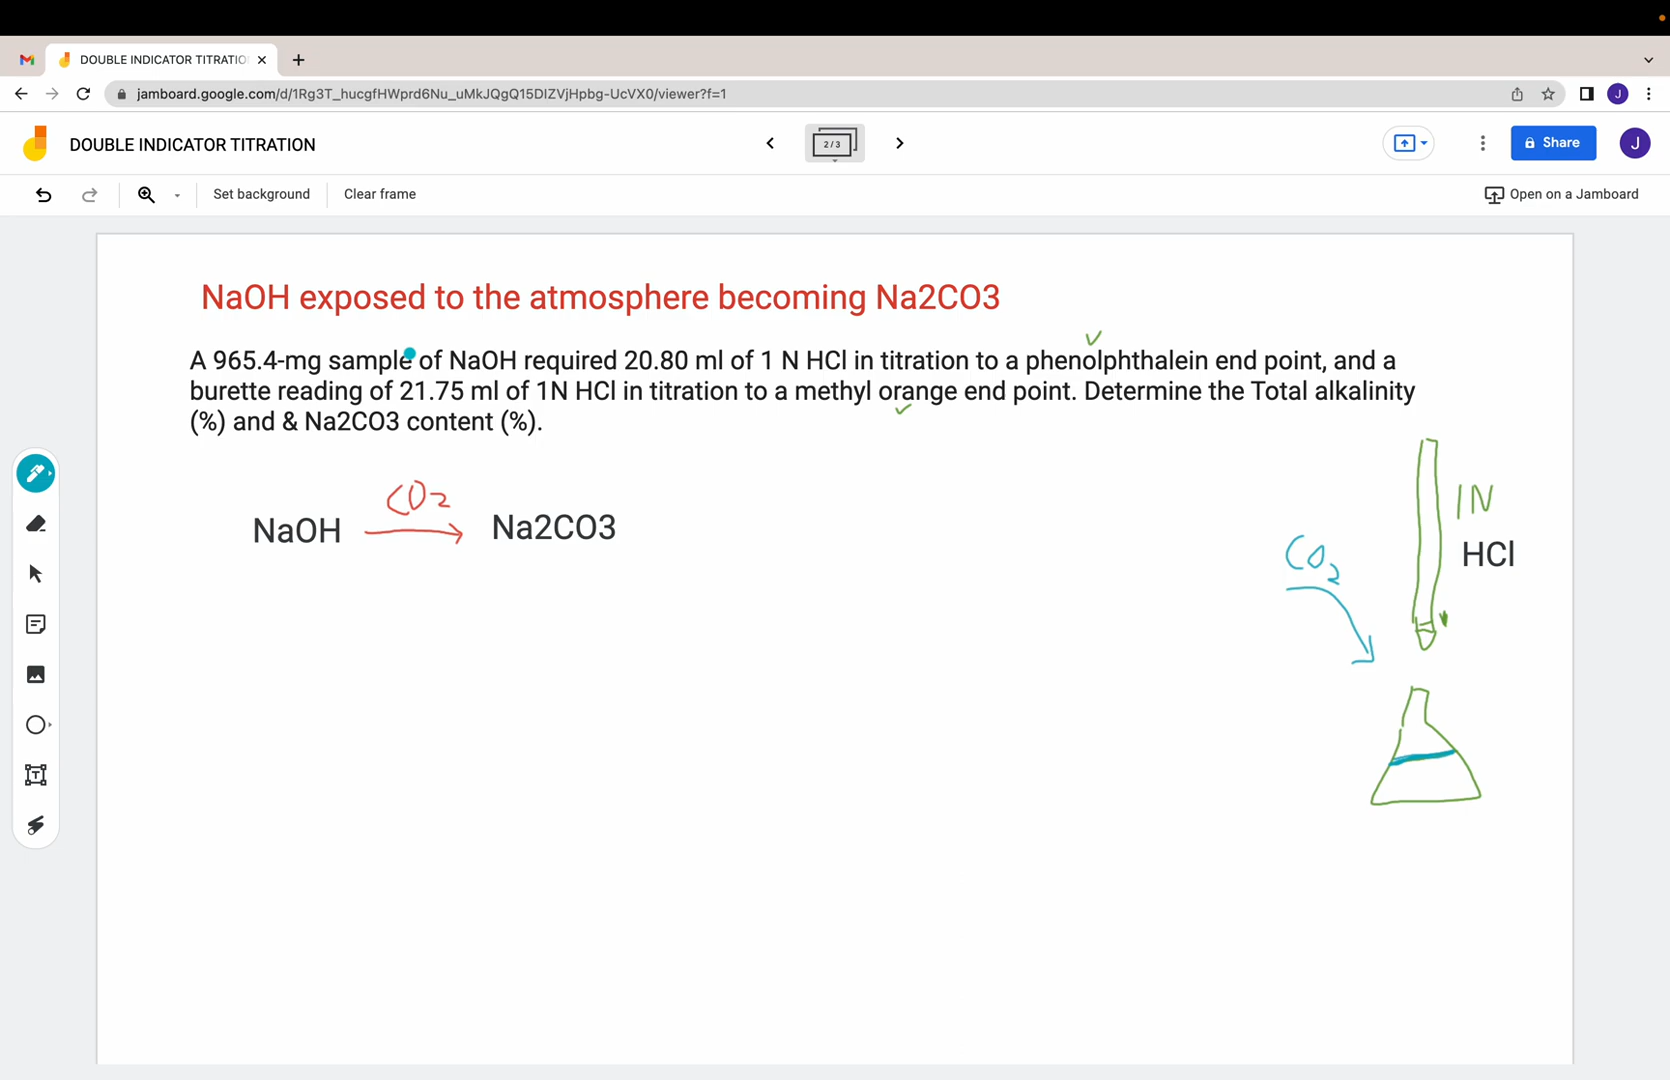 DOUBLE INDICATOR TITRATIO
jamboard.google.com/d/1Rg3T_hucgfHWprd6Nu_uMkJQgQ15DIZVjHpbg-UcVX0/viewer?f=1
J
DOUBLE INDICATOR TITRATION
2 / 3
Share
J
Set background
Clear frame
Open on a Jamboard
NaOH exposed to the atmosphere becoming Na2CO3
A 965.4-mg sample of NaOH required 20.80 ml of 1 N HCl in titration to a phenolphthalein end point, and a
burette reading of 21.75 ml of 1N HCl in titration to a methyl orange end point. Determine the Total alkalinity
(%) and & Na2CO3 content (%).
CO2
NaOH
Na2CO3
1N
HCl
CO2